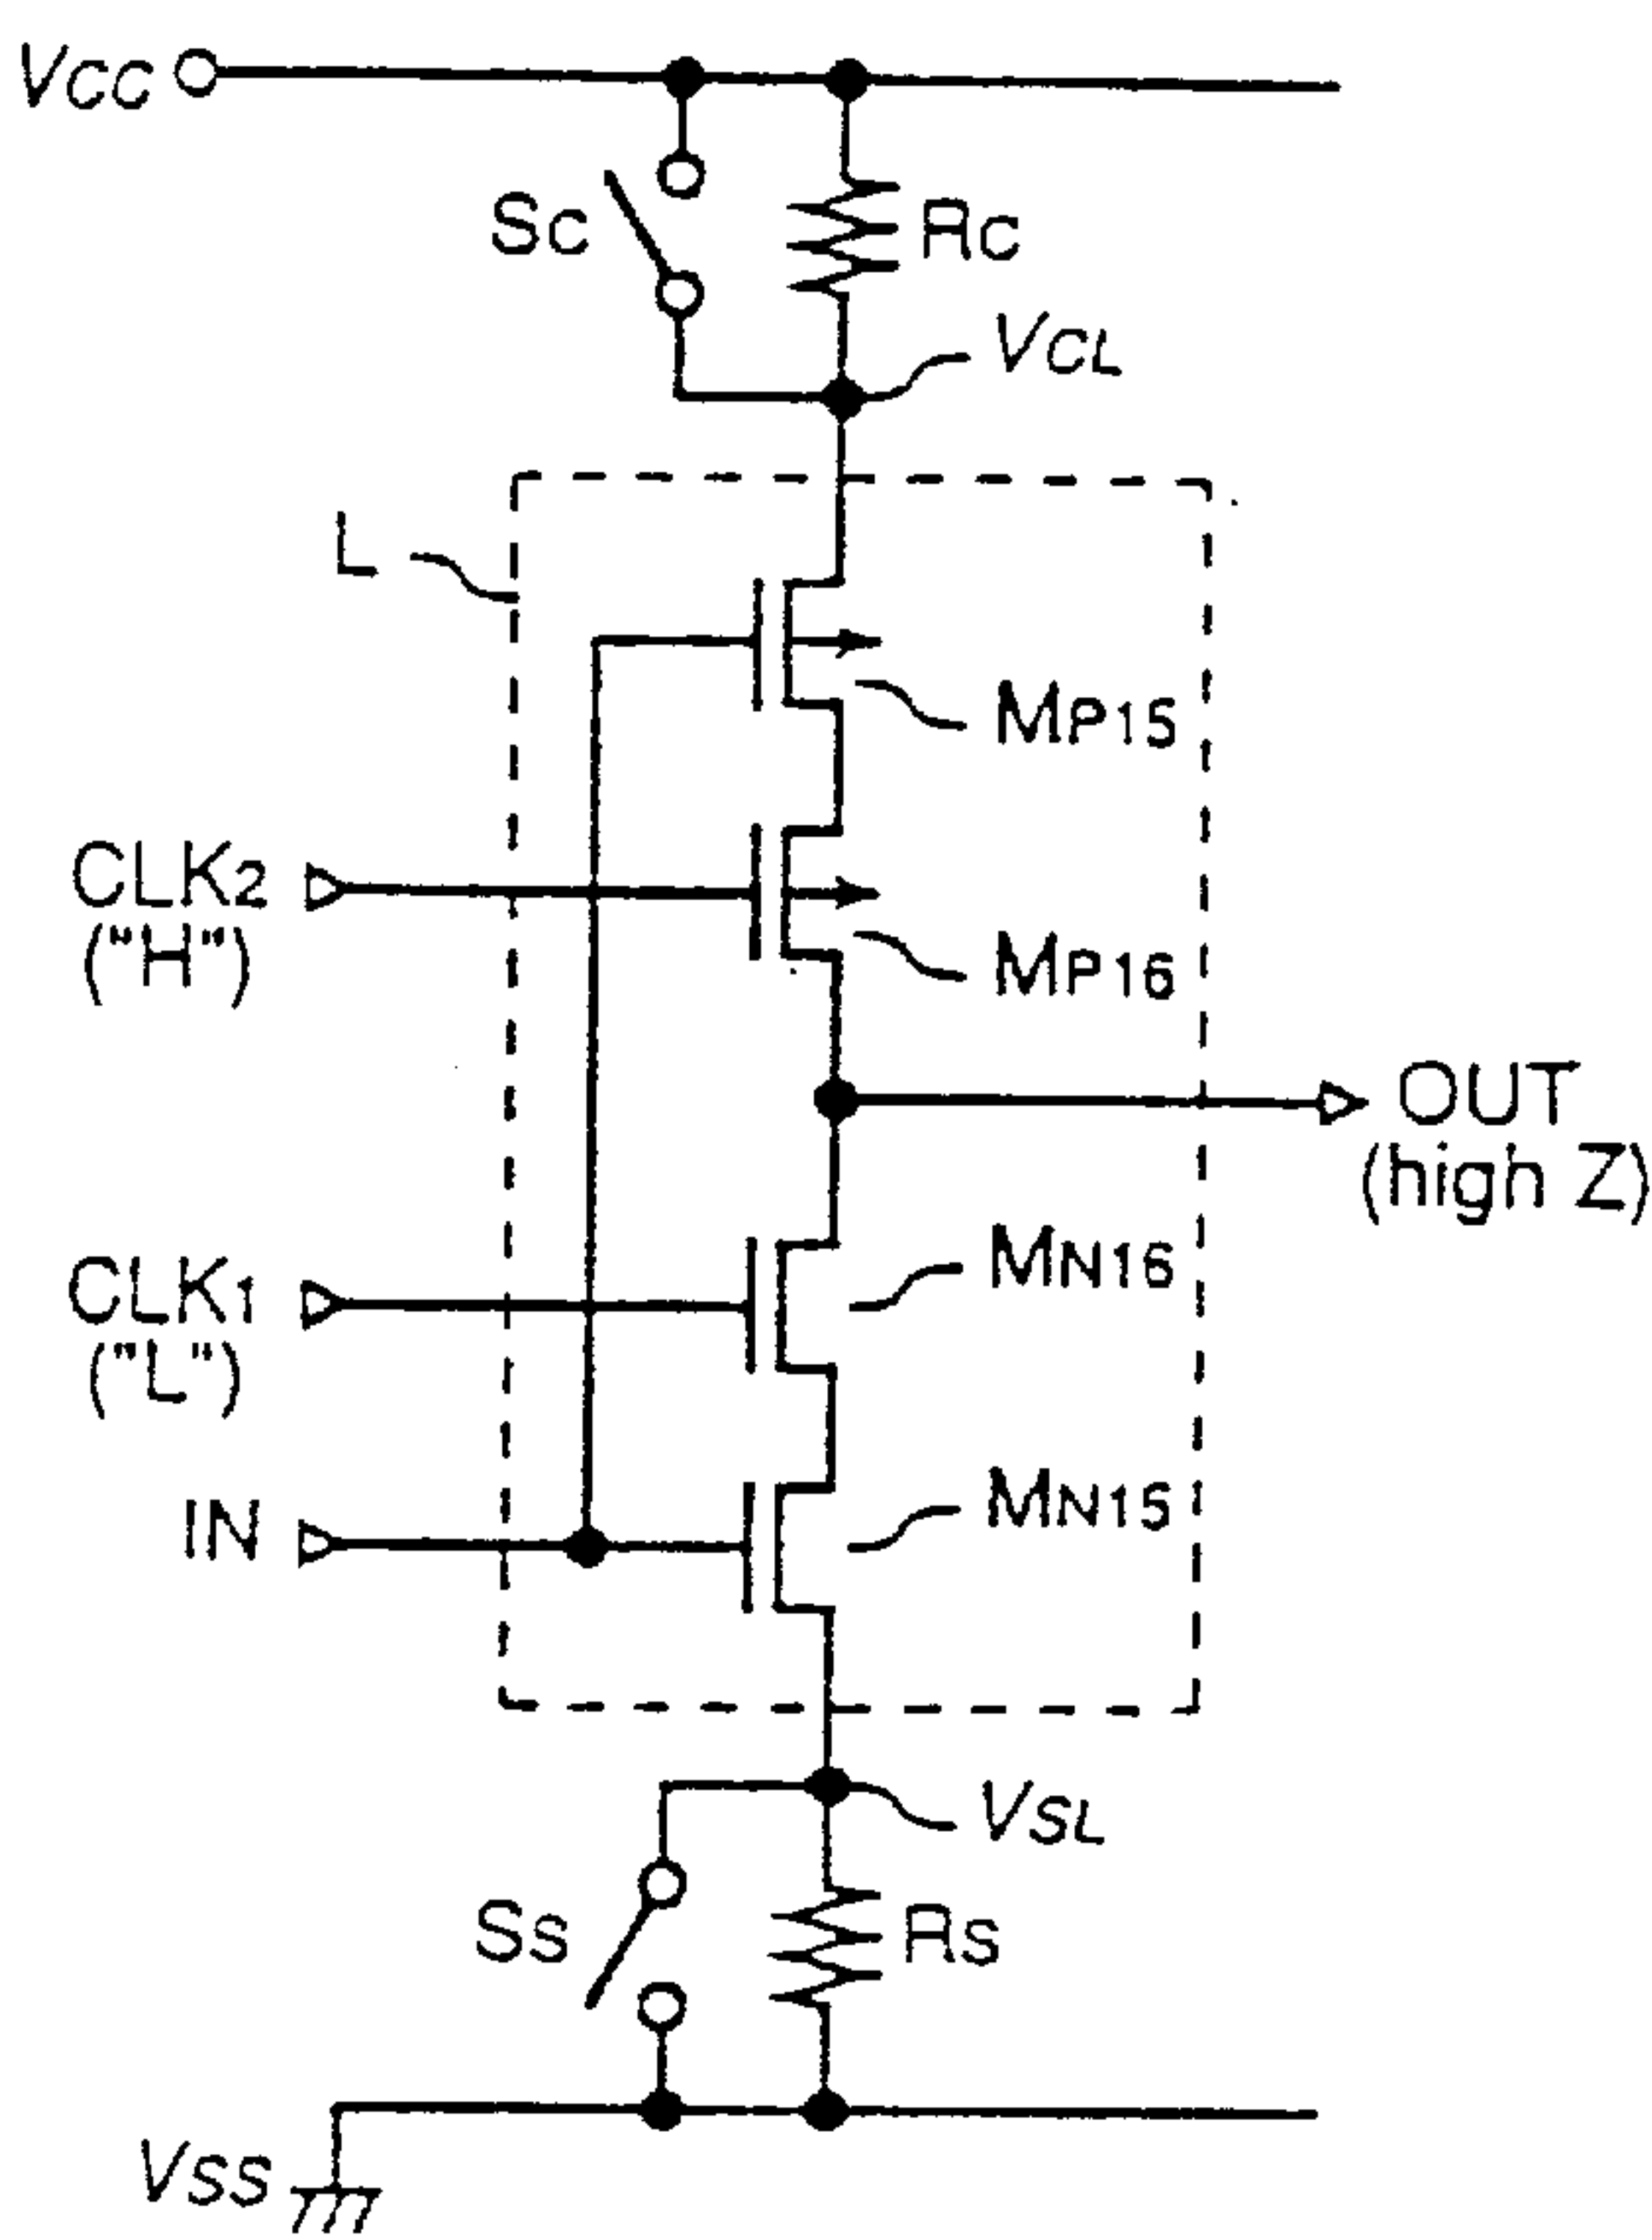 VCC
SC
RC
VCL
L
MP15
CLK2
("H")
MP16
OUT
(high Z)
MN16
CLK1
("L")
MN15
IN
VSL
SS
RS
VSS